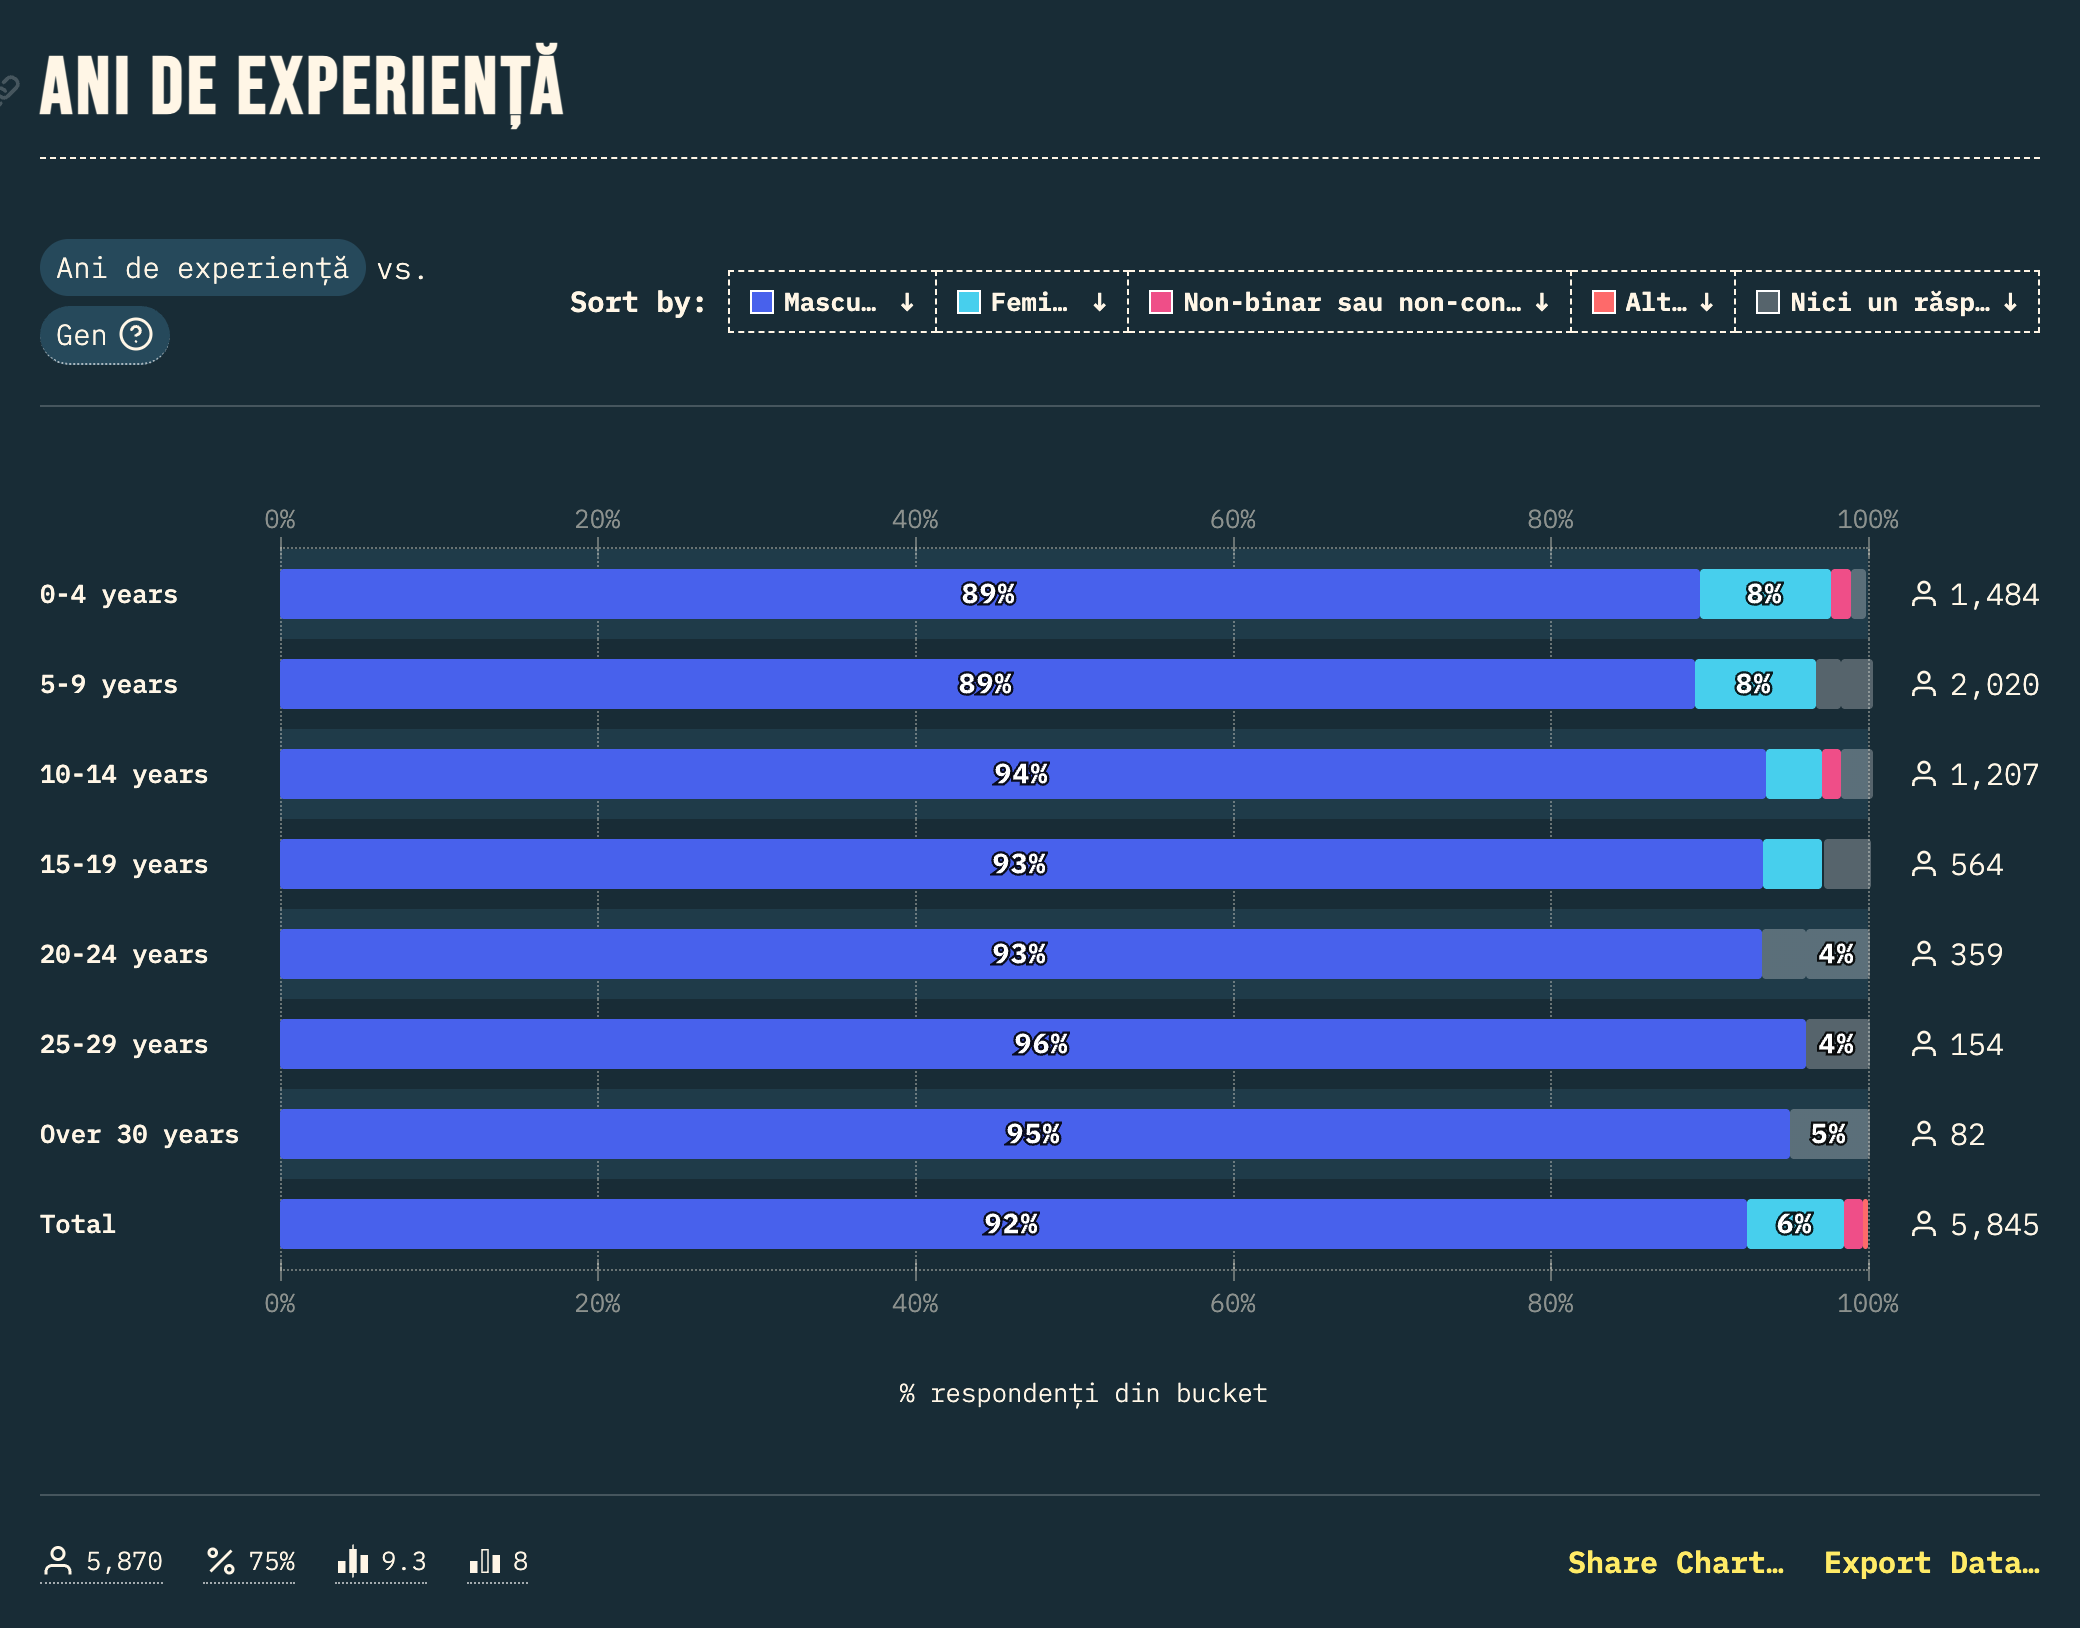 ANI DE EXPERIENȚĂ
Ani de experiență vs.
Gen
Sort by: Mascu… ↓ Femi… ↓ Non-binar sau non-con… ↓ Alt… ↓ Nici un răsp… ↓
0% 20% 40% 60% 80% 100%
0-4 years 89% 8% 1,484
5-9 years 89% 8% 2,020
10-14 years 94% 1,207
15-19 years 93% 564
20-24 years 93% 4% 359
25-29 years 96% 4% 154
Over 30 years 95% 5% 82
Total 92% 6% 5,845
0% 20% 40% 60% 80% 100%
% respondenți din bucket
5,870 75% 9.3 8 Share Chart… Export Data…